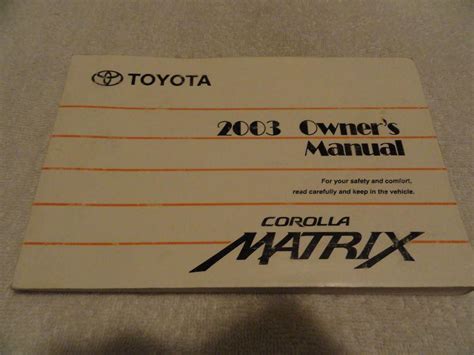 TOYOTA
2003 Owner's
Manual
For your safety and comfort,
read carefully and keep in the vehicle.
COROLLA
MATRIX